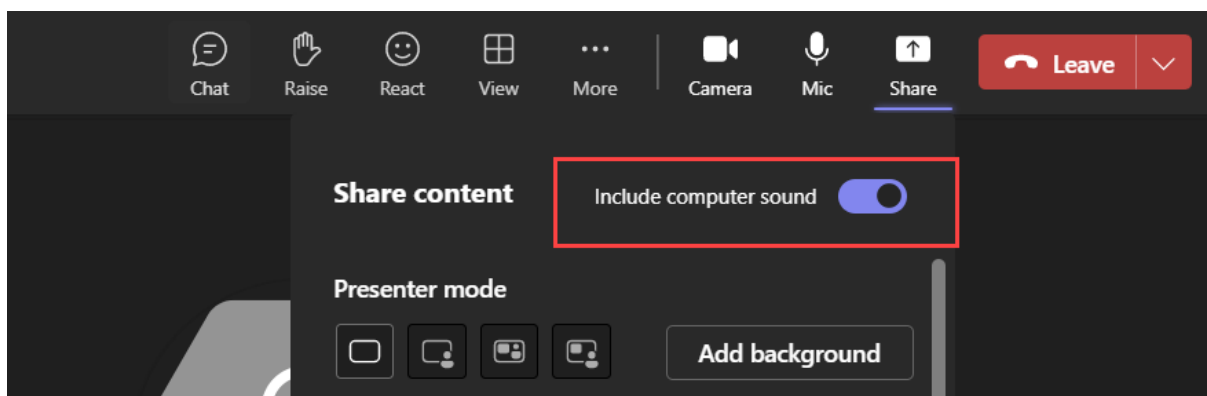 Chat Raise React View More Camera Mic Share Leave
Share content Include computer sound
Presenter mode
Add background